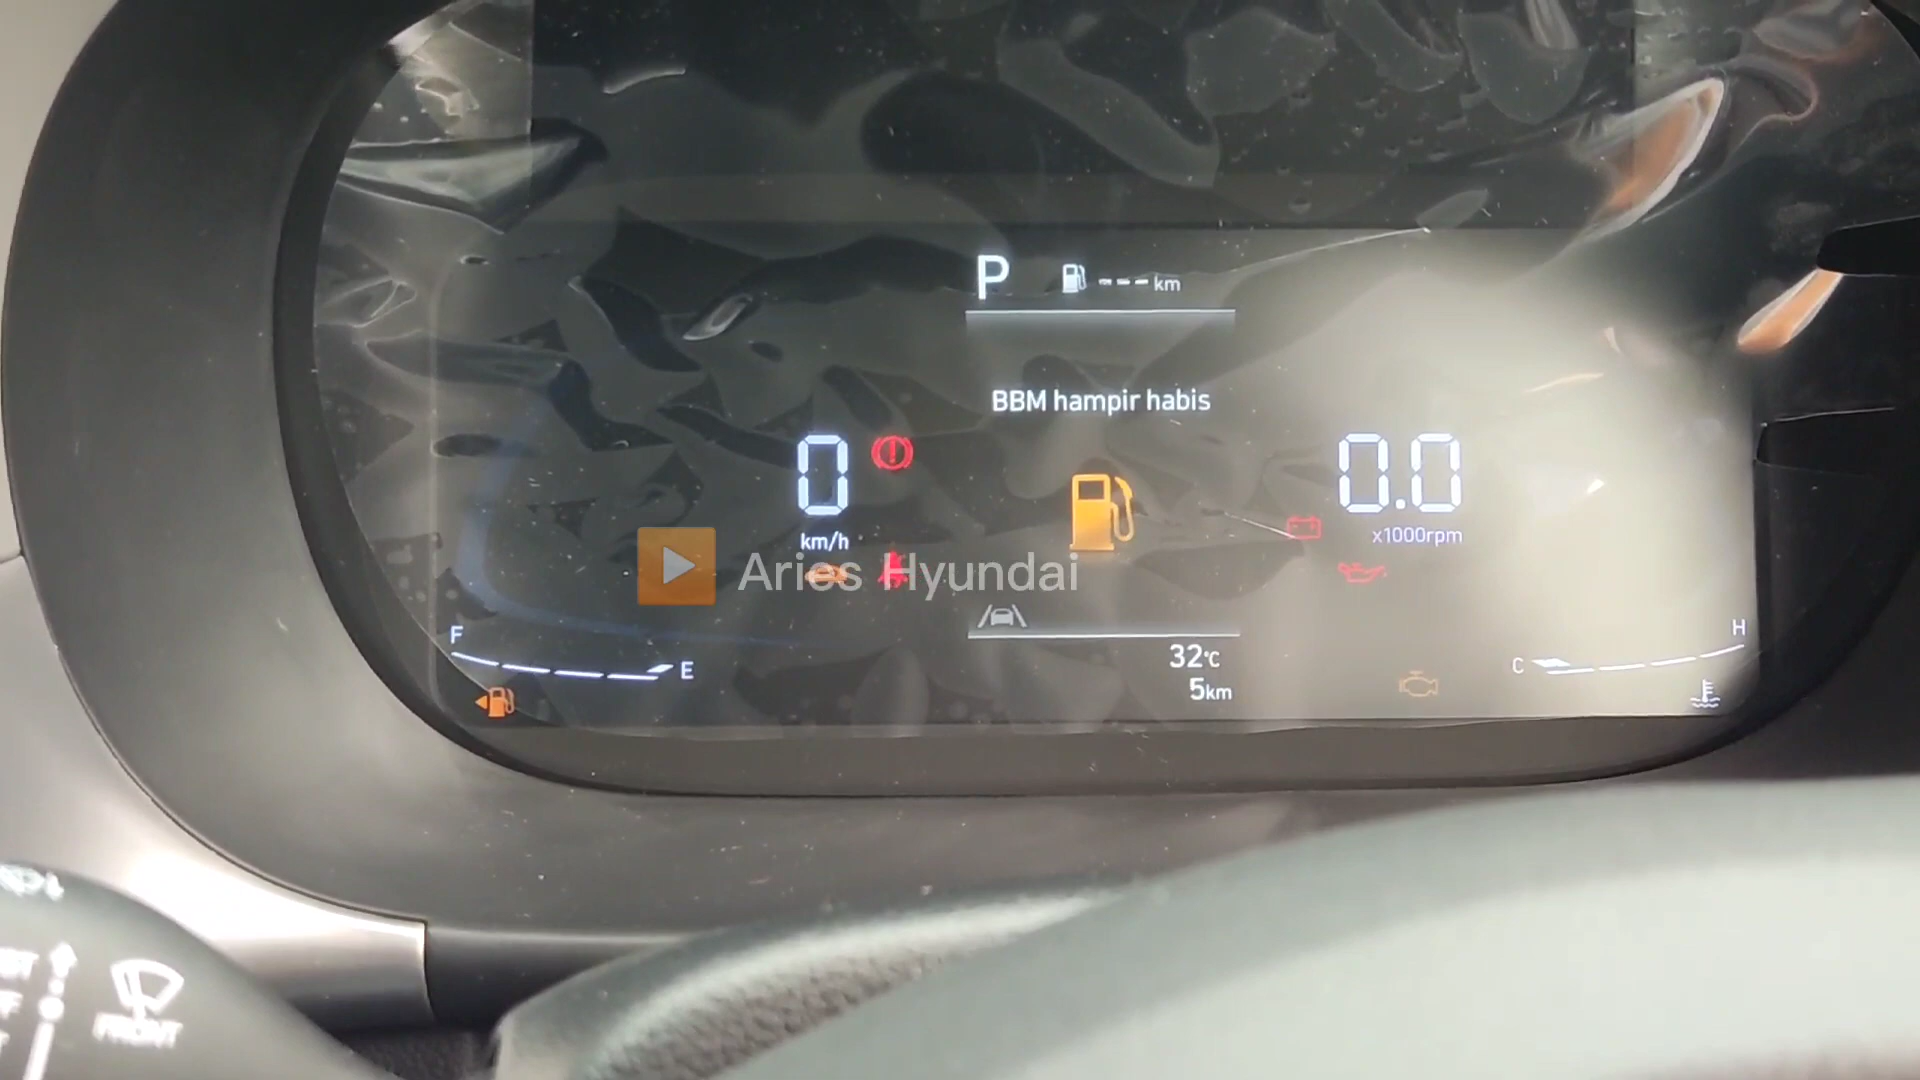 P --- km
BBM hampir habis
0
km/h
0.0
x1000rpm
Aries Hyundai
F
E
32°C
5km
C
H
FRONT